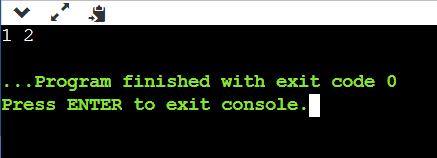 1 2
...Program finished with exit code 0
Press ENTER to exit console.